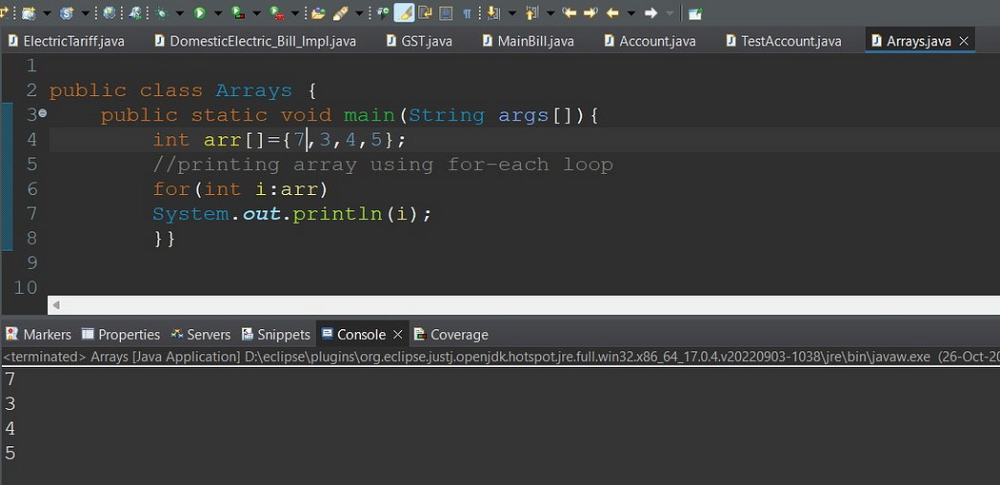 ElectricTariff.java DomesticElectric_Bill_Impl.java GST.java MainBill.java Account.java TestAccount.java Arrays.java
1
2 public class Arrays {
3 public static void main(String args[]){
4 int arr[]={7,3,4,5};
5 //printing array using for-each loop
6 for(int i:arr)
7 System.out.println(i);
8 }}
9
10
Markers Properties Servers Snippets Console Coverage
<terminated> Arrays [Java Application] D:\eclipse\plugins\org.eclipse.justj.openjdk.hotspot.jre.full.win32.x86_64_17.0.4.v20220903-1038\jre\bin\javaw.exe (26-Oct-20
7
3
4
5